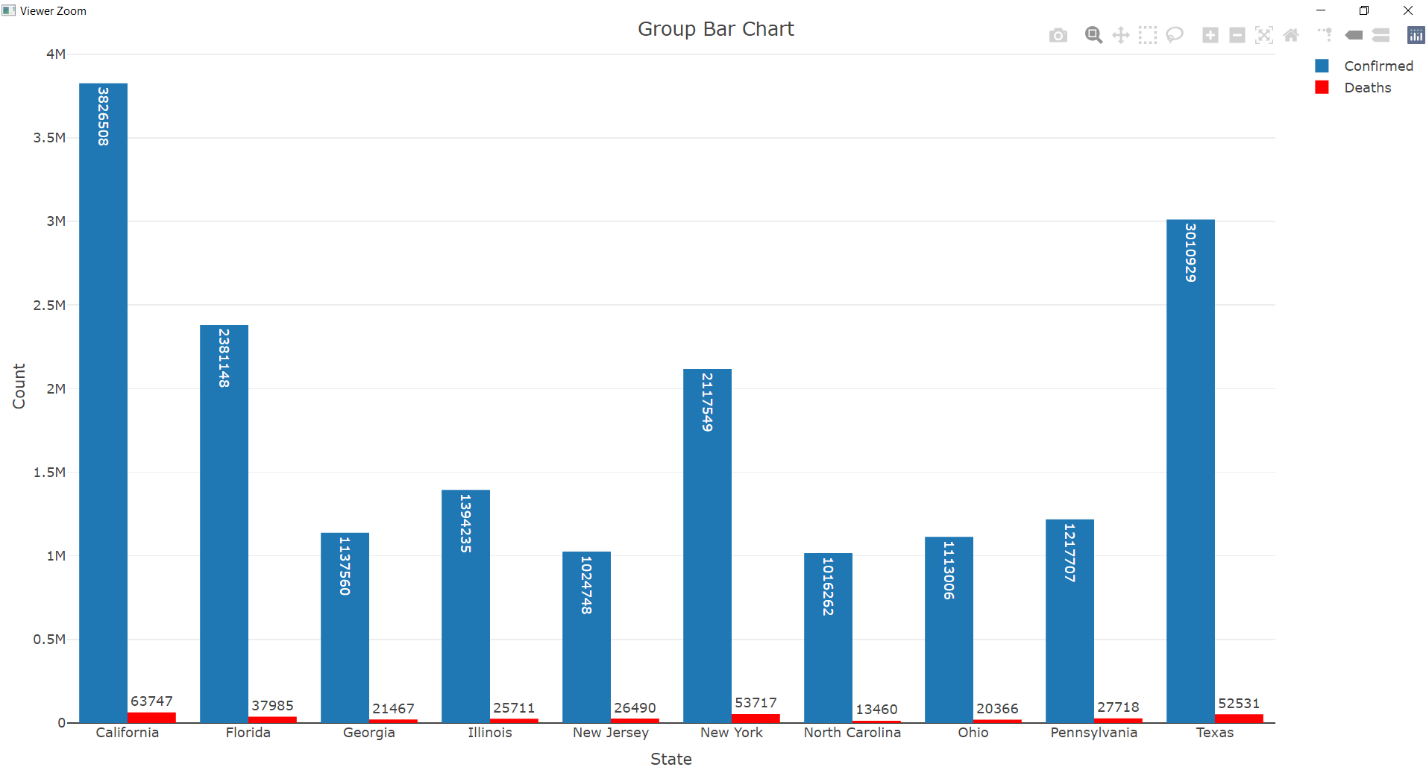 Viewer Zoom
Group Bar Chart
Confirmed
Deaths
4M
3.5M
3M
2.5M
2M
1.5M
1M
0.5M
0
Count
3826508
2381148
1137560
1394235
1024748
2117549
1016262
1113006
1217707
3010929
63747
37985
21467
25711
26490
53717
13460
20366
27718
52531
California
Florida
Georgia
Illinois
New Jersey
New York
North Carolina
Ohio
Pennsylvania
Texas
State